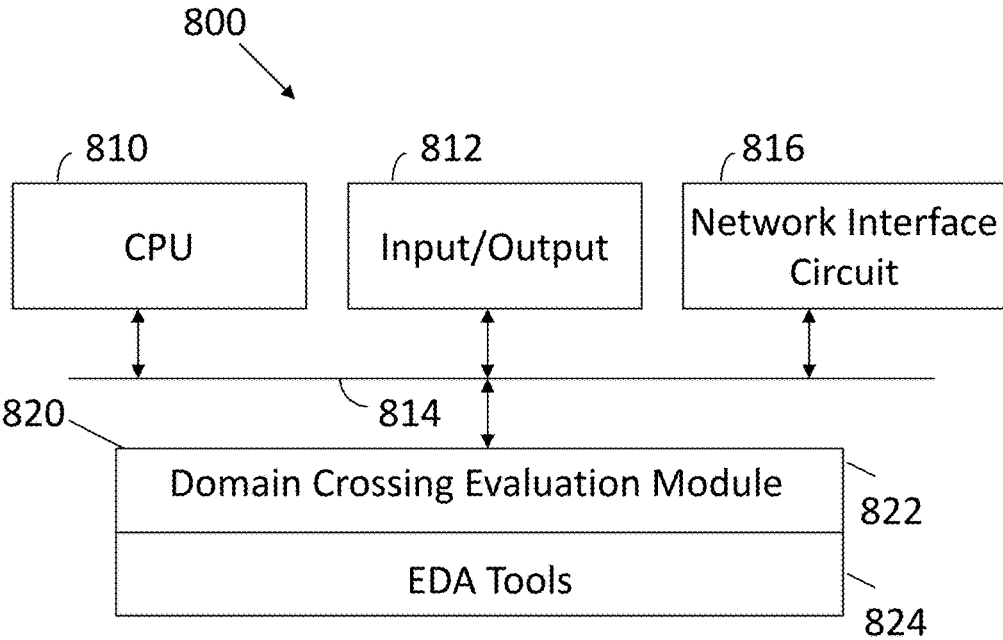 800
810
812
816
CPU
Input/Output
Network Interface
Circuit
814
820
Domain Crossing Evaluation Module
822
EDA Tools
824